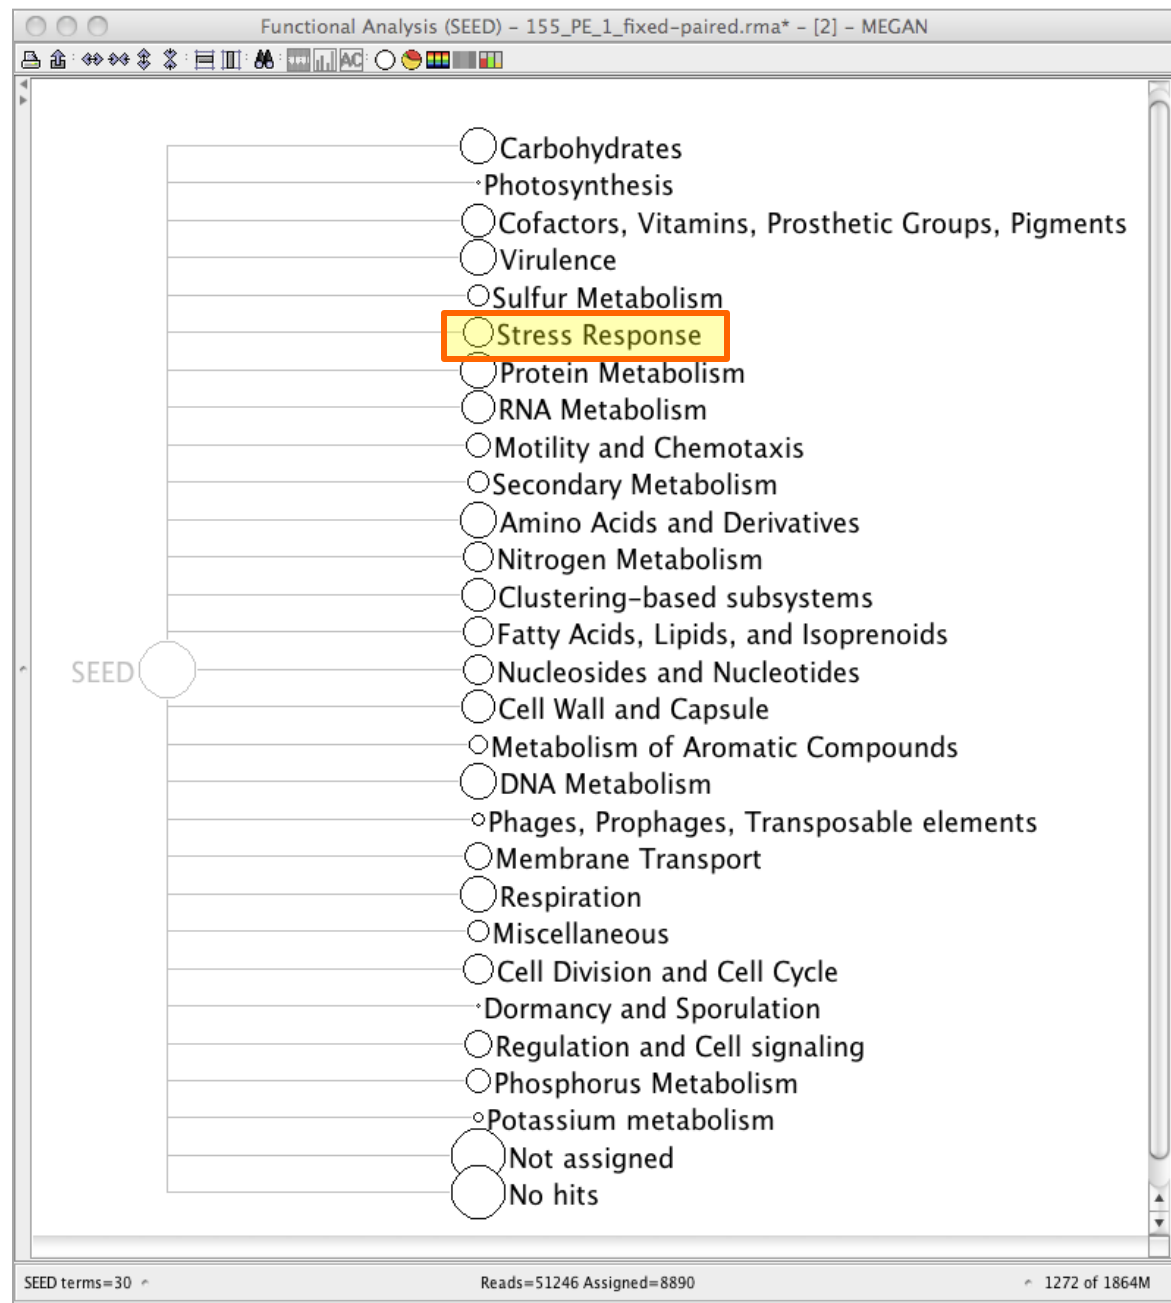 Functional Analysis (SEED) – 155_PE_1_fixed-paired.rma* – [2] – MEGAN
AC
Carbohydrates
Photosynthesis
Cofactors, Vitamins, Prosthetic Groups, Pigments
Virulence
Sulfur Metabolism
Stress Response
Protein Metabolism
RNA Metabolism
Motility and Chemotaxis
Secondary Metabolism
Amino Acids and Derivatives
Nitrogen Metabolism
Clustering-based subsystems
Fatty Acids, Lipids, and Isoprenoids
SEED
Nucleosides and Nucleotides
Cell Wall and Capsule
Metabolism of Aromatic Compounds
DNA Metabolism
Phages, Prophages, Transposable elements
Membrane Transport
Respiration
Miscellaneous
Cell Division and Cell Cycle
Dormancy and Sporulation
Regulation and Cell signaling
Phosphorus Metabolism
Potassium metabolism
Not assigned
No hits
SEED terms=30
Reads=51246 Assigned=8890
1272 of 1864M